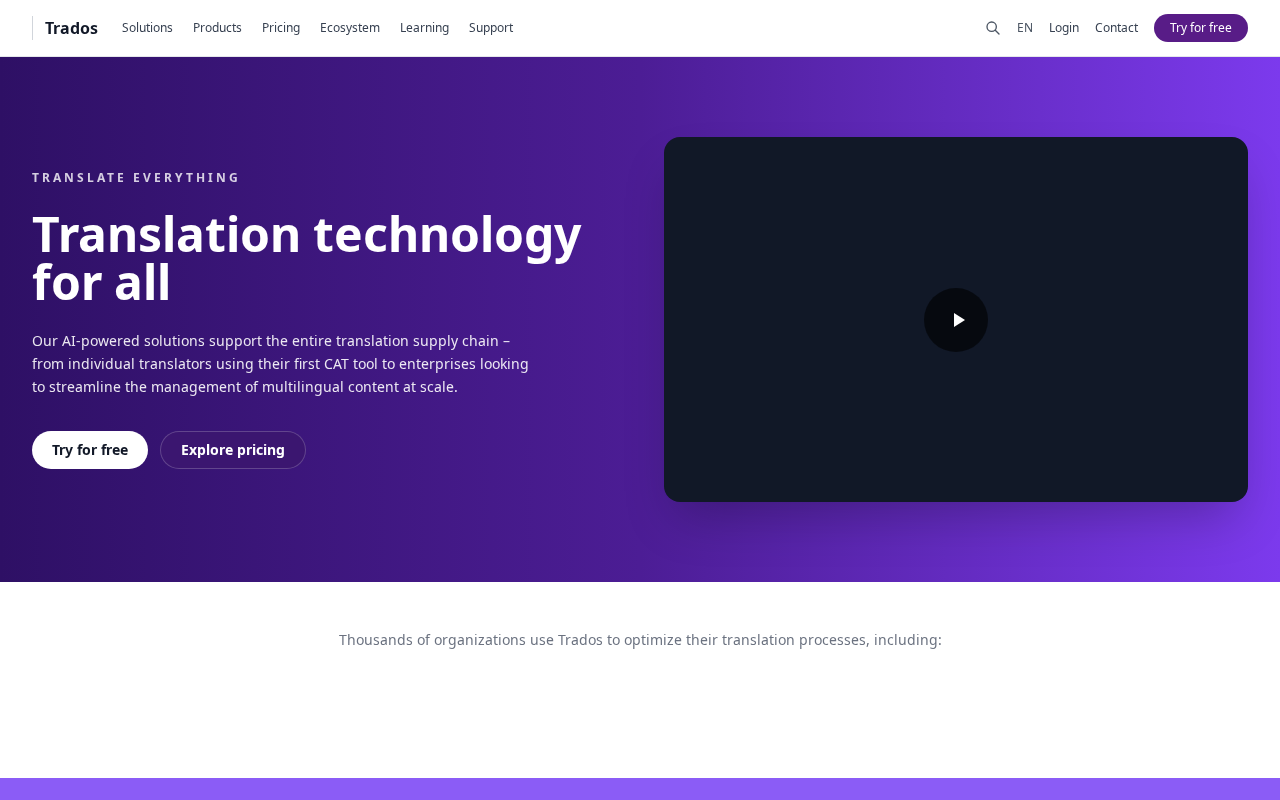 Trados
Solutions
Products
Pricing
Ecosystem
Learning
Support
EN
Login
Contact
Try for free
TRANSLATE EVERYTHING
Translation technology
for all
Our AI-powered solutions support the entire translation supply chain –
from individual translators using their first CAT tool to enterprises looking
to streamline the management of multilingual content at scale.
Try for free
Explore pricing
Thousands of organizations use Trados to optimize their translation processes, including: